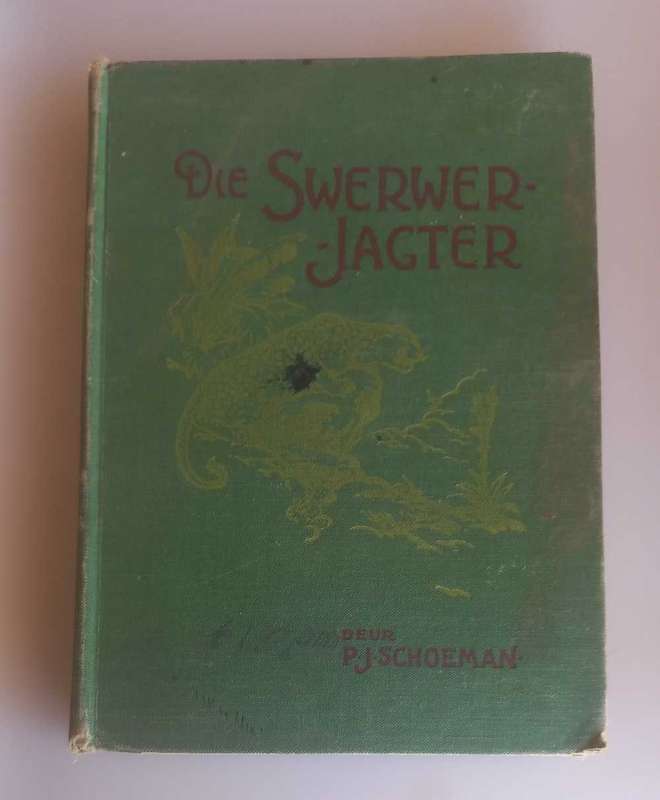 DIE SWERWER-
-JAGTER
DEUR
P.J. SCHOEMAN.